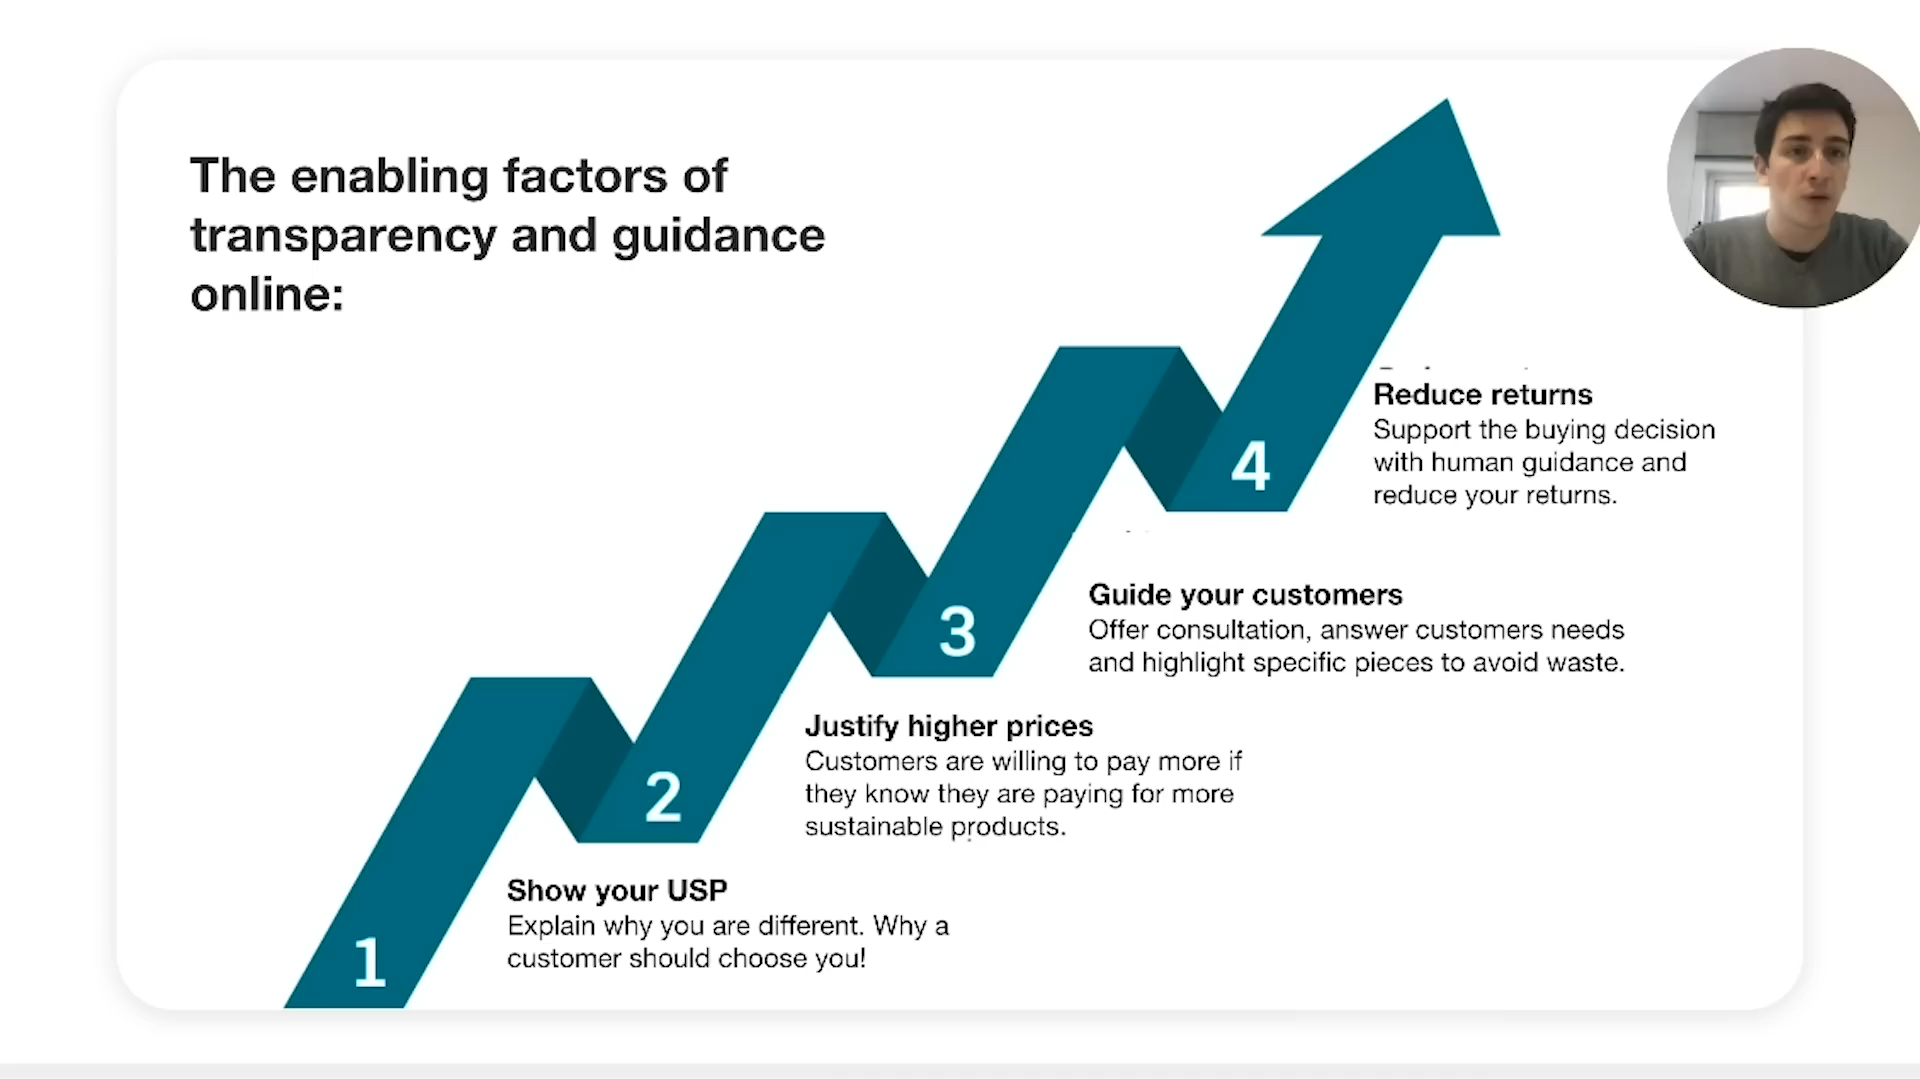 The enabling factors of
transparency and guidance
online:
1
Show your USP
Explain why you are different. Why a
customer should choose you!
2
Justify higher prices
Customers are willing to pay more if
they know they are paying for more
sustainable products.
3
Guide your customers
Offer consultation, answer customers needs
and highlight specific pieces to avoid waste.
4
Reduce returns
Support the buying decision
with human guidance and
reduce your returns.